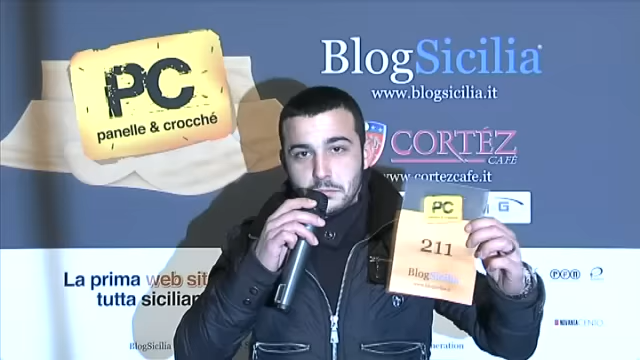 PC
panelle & crocché
BlogSicilia
www.blogsicilia.it
CORTÉZ
CAFÉ
www.cortezcafe.it
G
PC
211
BlogSicilia
La prima web sit
tutta sicilian
BlogSicilia